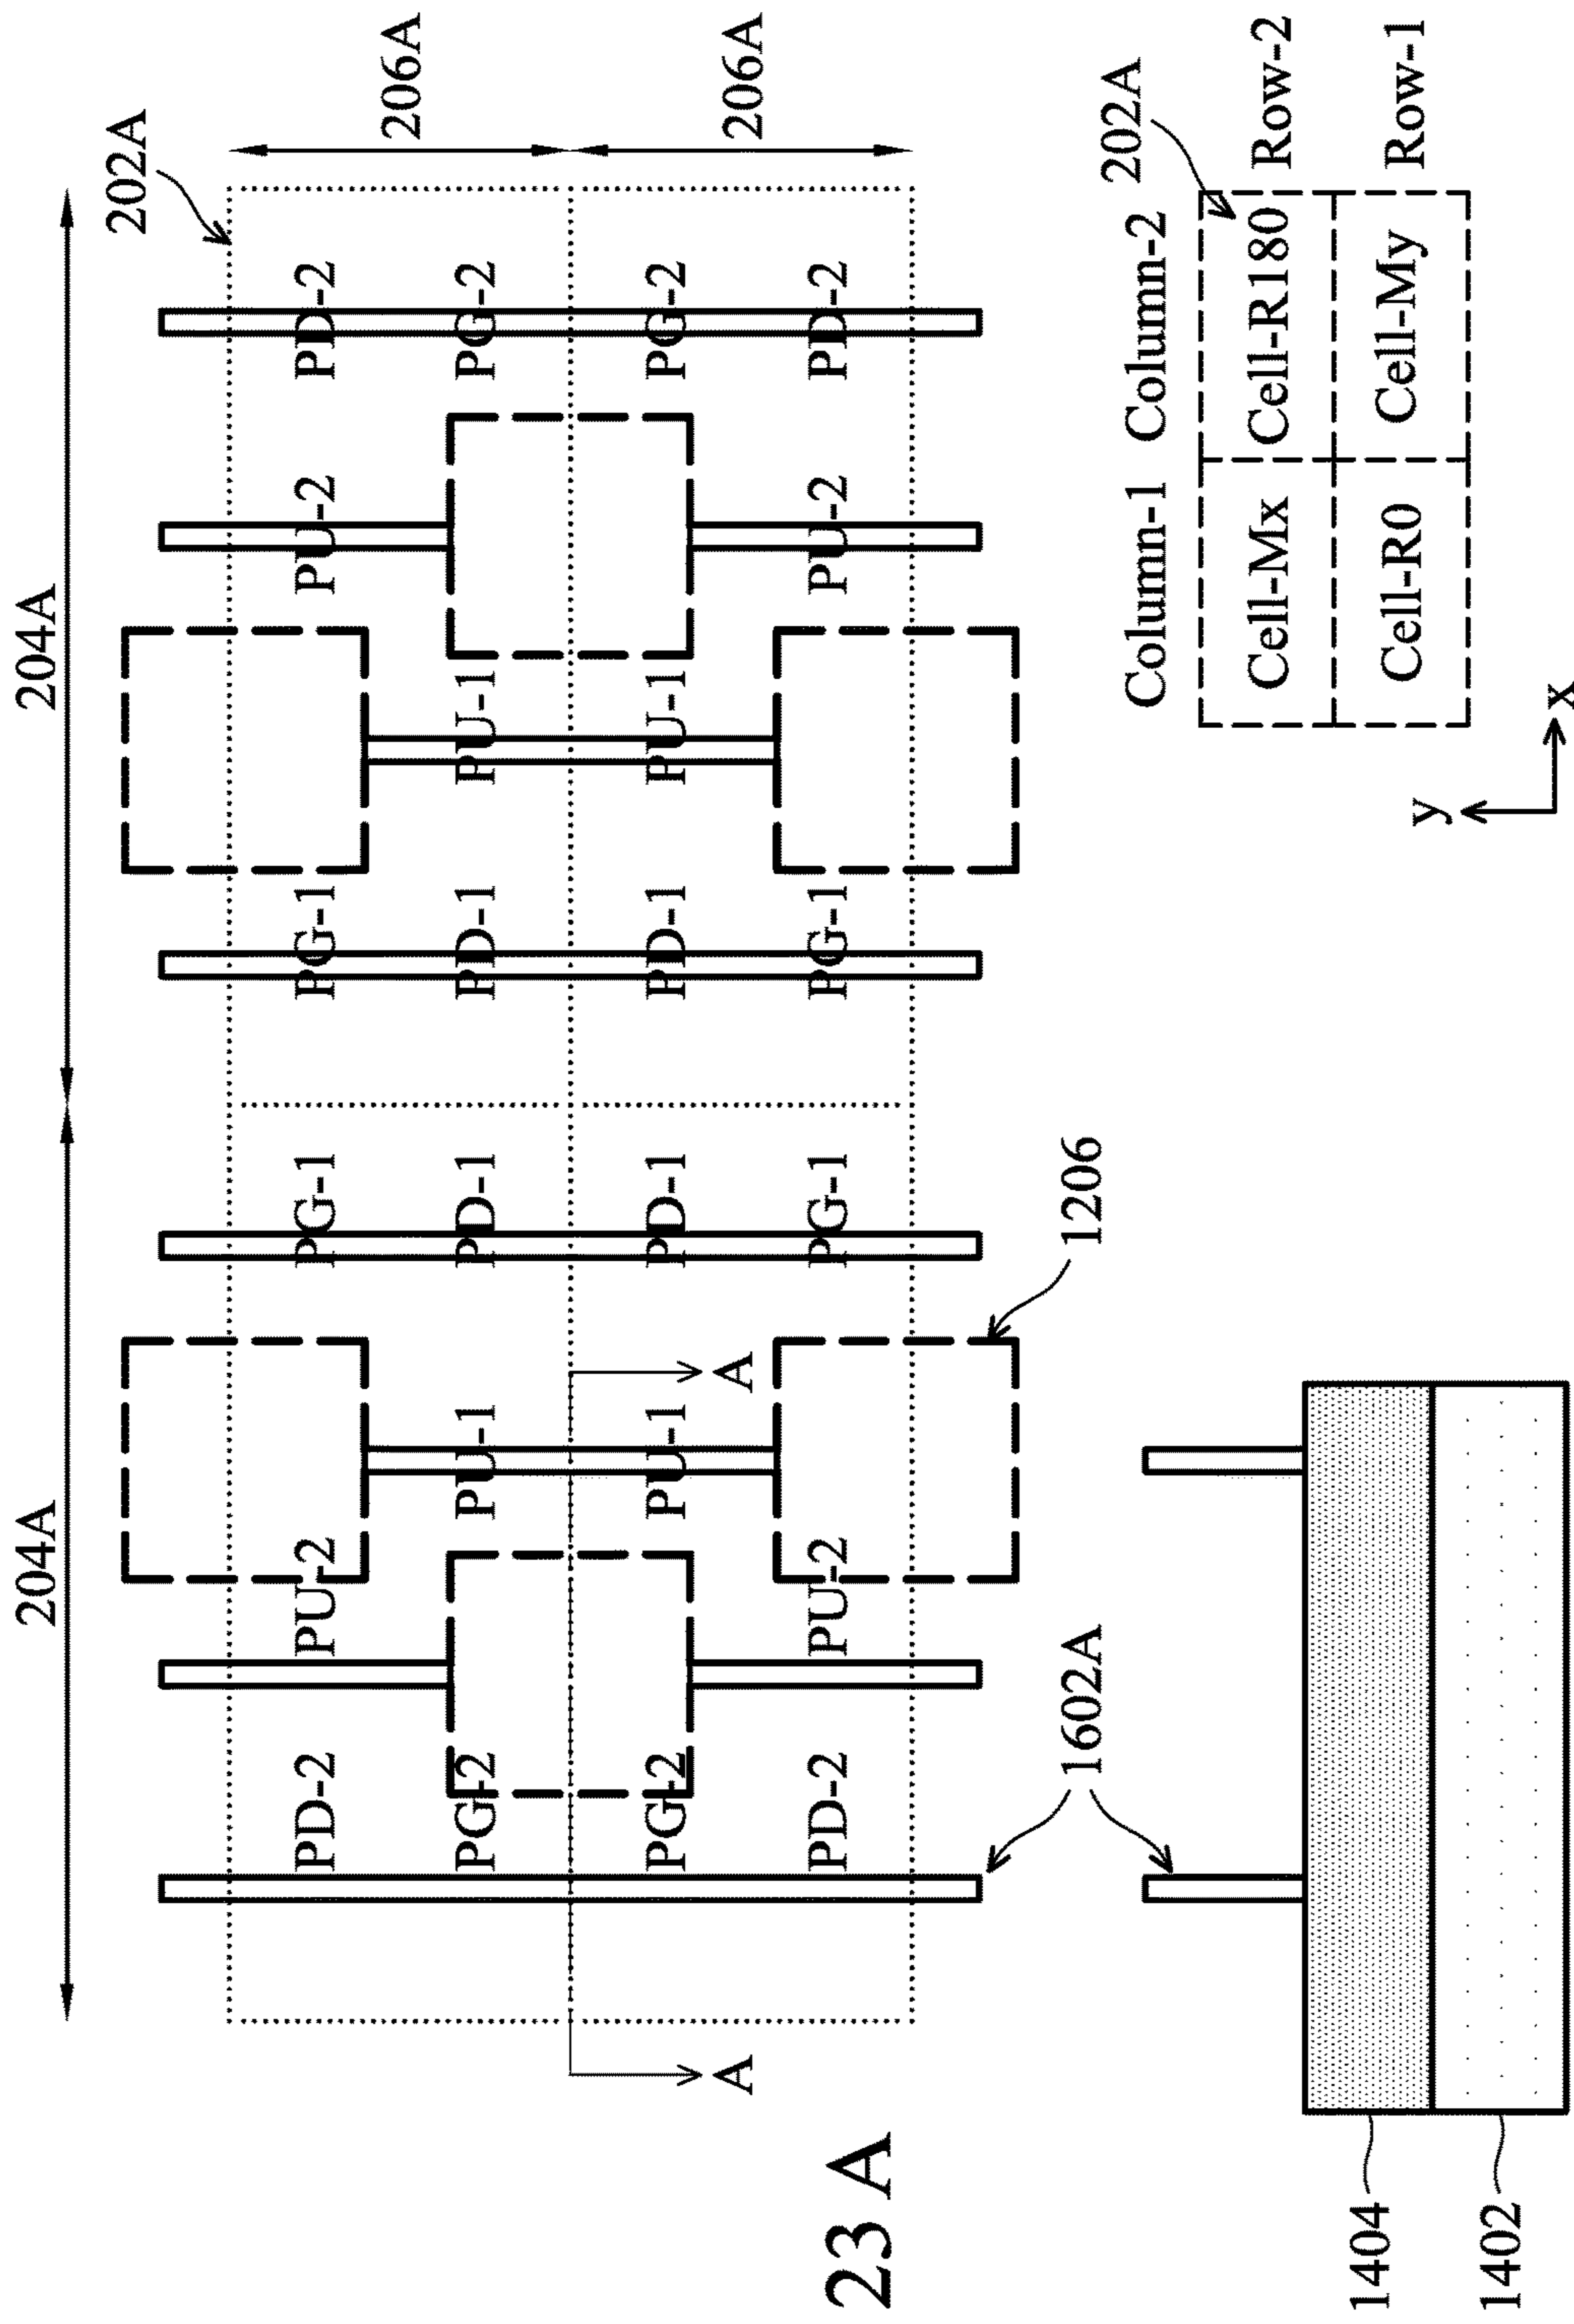 204A 204A
202A
PD-2 PU-2 PG-1 PG-1 PU-2 PD-2
206A
PG-2 PU-1 PD-1 PD-1 PU-1 PG-2
PG-2 PU-1 PD-1 PD-1 PU-1 PG-2
A A
206A
PD-2 PU-2 PG-1 PG-1 PU-2 PD-2
23 A
1602A 1206
202A
Column-1 Column-2
Cell-Mx Cell-R180 Row-2
Cell-R0 Cell-My Row-1
1404
y
1402
x